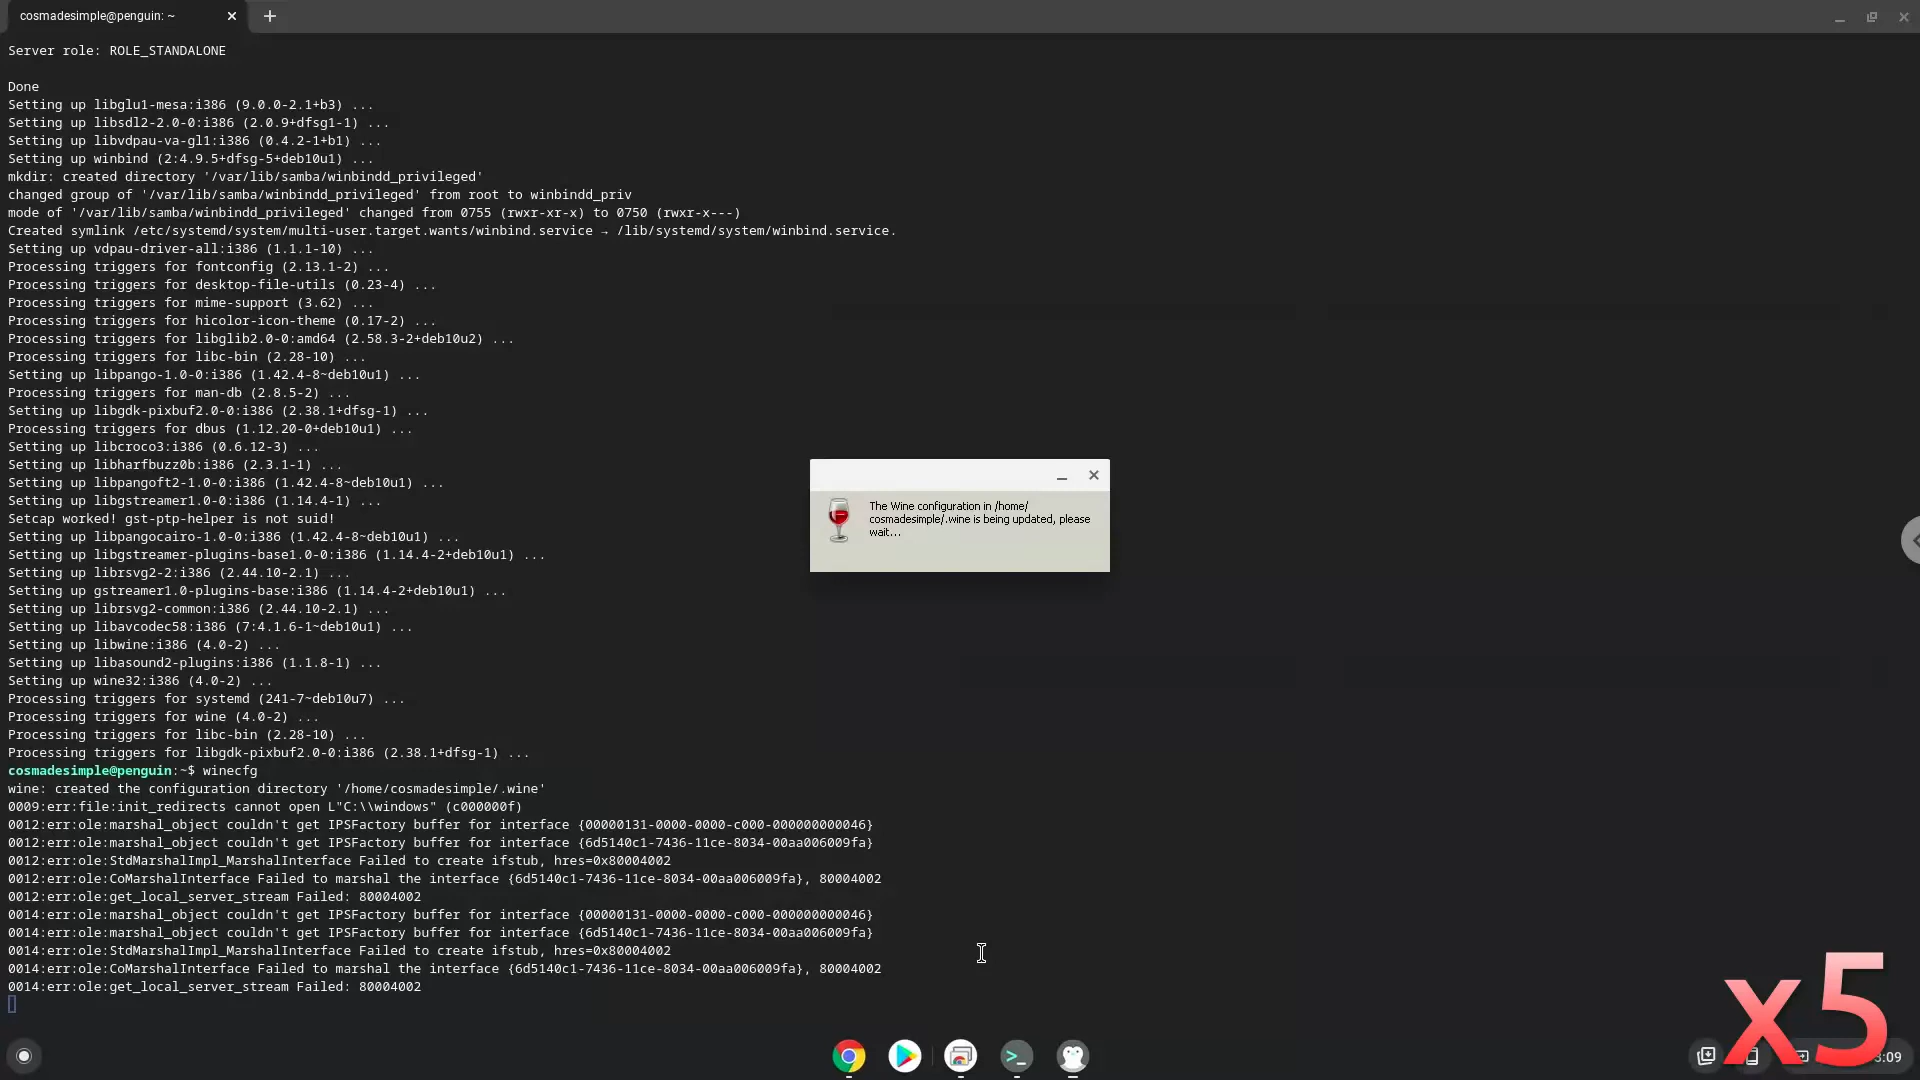 cosmadesimple@penguin: ~
Server role: ROLE_STANDALONE
Done
Setting up libglu1-mesa:i386 (9.0.0-2.1+b3) ...
Setting up libsdl2-2.0-0:i386 (2.0.9+dfsg1-1) ...
Setting up libvdpau-va-gl1:i386 (0.4.2-1+b1) ...
Setting up winbind (2:4.9.5+dfsg-5+deb10u1) ...
mkdir: created directory '/var/lib/samba/winbindd_privileged'
changed group of '/var/lib/samba/winbindd_privileged' from root to winbindd_priv
mode of '/var/lib/samba/winbindd_privileged' changed from 0755 (rwxr-xr-x) to 0750 (rwxr-x---)
Created symlink /etc/systemd/system/multi-user.target.wants/winbind.service → /lib/systemd/system/winbind.service.
Setting up vdpau-driver-all:i386 (1.1.1-10) ...
Processing triggers for fontconfig (2.13.1-2) ...
Processing triggers for desktop-file-utils (0.23-4) ...
Processing triggers for mime-support (3.62) ...
Processing triggers for hicolor-icon-theme (0.17-2) ...
Processing triggers for libglib2.0-0:amd64 (2.58.3-2+deb10u2) ...
Processing triggers for libc-bin (2.28-10) ...
Setting up libpango-1.0-0:i386 (1.42.4-8~deb10u1) ...
Processing triggers for man-db (2.8.5-2) ...
Setting up libgdk-pixbuf2.0-0:i386 (2.38.1+dfsg-1) ...
Processing triggers for dbus (1.12.20-0+deb10u1) ...
Setting up libcroco3:i386 (0.6.12-3) ...
Setting up libharfbuzz0b:i386 (2.3.1-1) ...
Setting up libpangoft2-1.0-0:i386 (1.42.4-8~deb10u1) ...
Setting up libgstreamer1.0-0:i386 (1.14.4-1) ...
Setcap worked! gst-ptp-helper is not suid!
Setting up libpangocairo-1.0-0:i386 (1.42.4-8~deb10u1) ...
Setting up libgstreamer-plugins-base1.0-0:i386 (1.14.4-2+deb10u1) ...
Setting up librsvg2-2:i386 (2.44.10-2.1) ...
Setting up gstreamer1.0-plugins-base:i386 (1.14.4-2+deb10u1) ...
Setting up librsvg2-common:i386 (2.44.10-2.1) ...
Setting up libavcodec58:i386 (7:4.1.6-1~deb10u1) ...
Setting up libwine:i386 (4.0-2) ...
Setting up libasound2-plugins:i386 (1.1.8-1) ...
Setting up wine32:i386 (4.0-2) ...
Processing triggers for systemd (241-7~deb10u7) ...
Processing triggers for wine (4.0-2) ...
Processing triggers for libc-bin (2.28-10) ...
Processing triggers for libgdk-pixbuf2.0-0:i386 (2.38.1+dfsg-1) ...
cosmadesimple@penguin:~$ winecfg
wine: created the configuration directory '/home/cosmadesimple/.wine'
0009:err:file:init_redirects cannot open L"C:\\windows" (c000000f)
0012:err:ole:marshal_object couldn't get IPSFactory buffer for interface {00000131-0000-0000-c000-000000000046}
0012:err:ole:marshal_object couldn't get IPSFactory buffer for interface {6d5140c1-7436-11ce-8034-00aa006009fa}
0012:err:ole:StdMarshalImpl_MarshalInterface Failed to create ifstub, hres=0x80004002
0012:err:ole:CoMarshalInterface Failed to marshal the interface {6d5140c1-7436-11ce-8034-00aa006009fa}, 80004002
0012:err:ole:get_local_server_stream Failed: 80004002
0014:err:ole:marshal_object couldn't get IPSFactory buffer for interface {00000131-0000-0000-c000-000000000046}
0014:err:ole:marshal_object couldn't get IPSFactory buffer for interface {6d5140c1-7436-11ce-8034-00aa006009fa}
0014:err:ole:StdMarshalImpl_MarshalInterface Failed to create ifstub, hres=0x80004002
0014:err:ole:CoMarshalInterface Failed to marshal the interface {6d5140c1-7436-11ce-8034-00aa006009fa}, 80004002
0014:err:ole:get_local_server_stream Failed: 80004002
The Wine configuration in /home/
cosmadesimple/.wine is being updated, please
wait...
x5